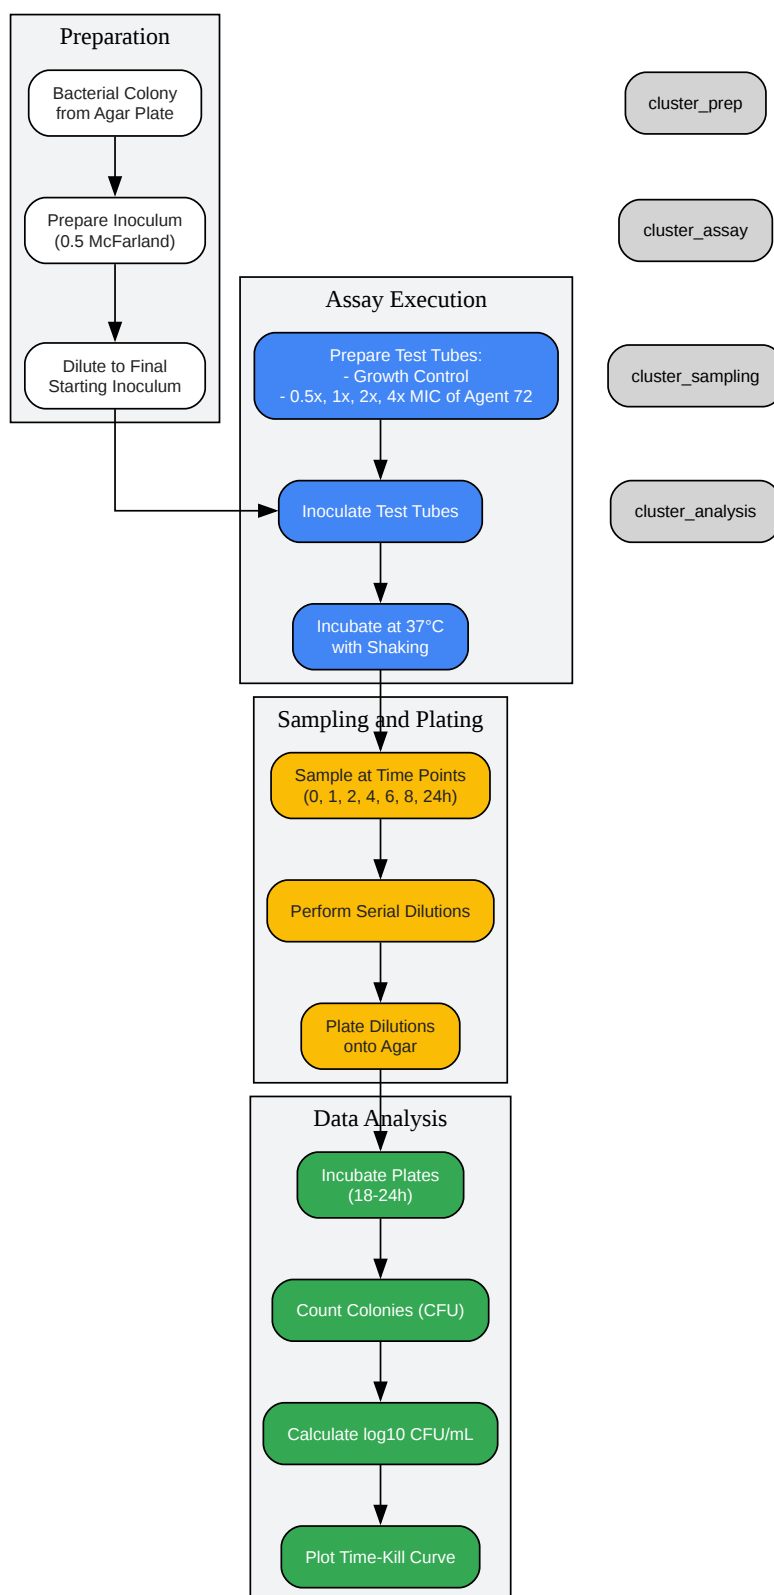 Preparation
Bacterial Colony
from Agar Plate
cluster_prep
Prepare Inoculum
(0.5 McFarland)
cluster_assay
Assay Execution
Dilute to Final
Starting Inoculum
Prepare Test Tubes:
- Growth Control
- 0.5x, 1x, 2x, 4x MIC of Agent 72
cluster_sampling
Inoculate Test Tubes
cluster_analysis
Incubate at 37°C
with Shaking
Sampling and Plating
Sample at Time Points
(0, 1, 2, 4, 6, 8, 24h)
Perform Serial Dilutions
Plate Dilutions
onto Agar
Data Analysis
Incubate Plates
(18-24h)
Count Colonies (CFU)
Calculate log10 CFU/mL
Plot Time-Kill Curve